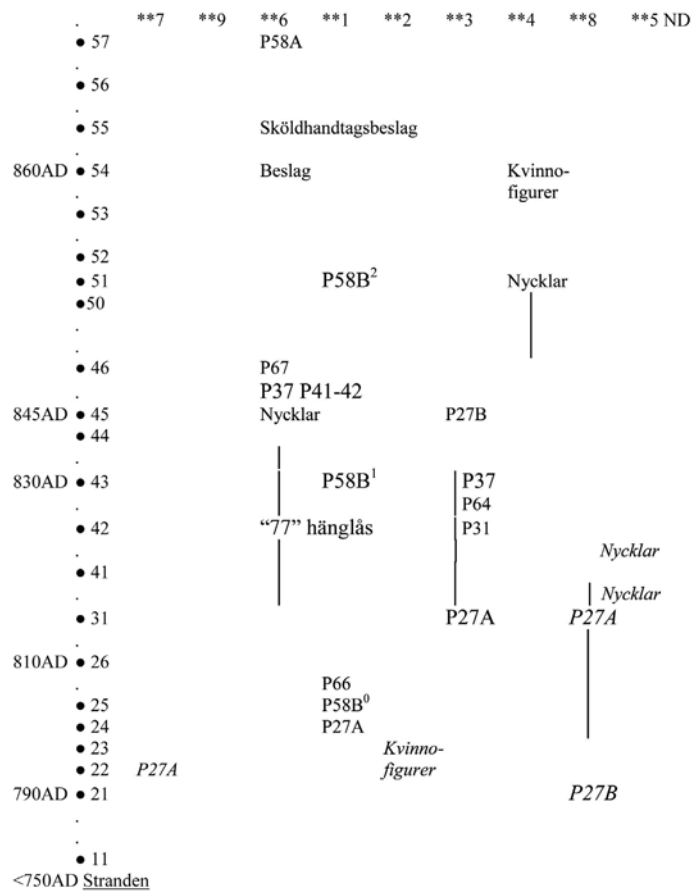 . **7 **9 **6 **1 **2 **3 **4 **8 **5 ND
● 57 P58A
.
● 56
.
● 55 Sköldhandtagsbeslag
.
860AD ● 54 Beslag Kvinno-
figurer
.
● 53
.
● 52
● 51 P58B² Nycklar
●50
.
.
● 46 P67
. P37 P41-42
845AD ● 45 Nycklar P27B
● 44
.
830AD ● 43 P58B¹ P37
. P64
● 42 “77” hänglås P31
. Nycklar
● 41
. Nycklar
● 31 P27A P27A
.
810AD ● 26
. P66
● 25 P58B⁰
● 24 P27A
● 23 Kvinno-
● 22 P27A figurer
790AD ● 21 P27B
.
.
● 11
<750AD Stranden